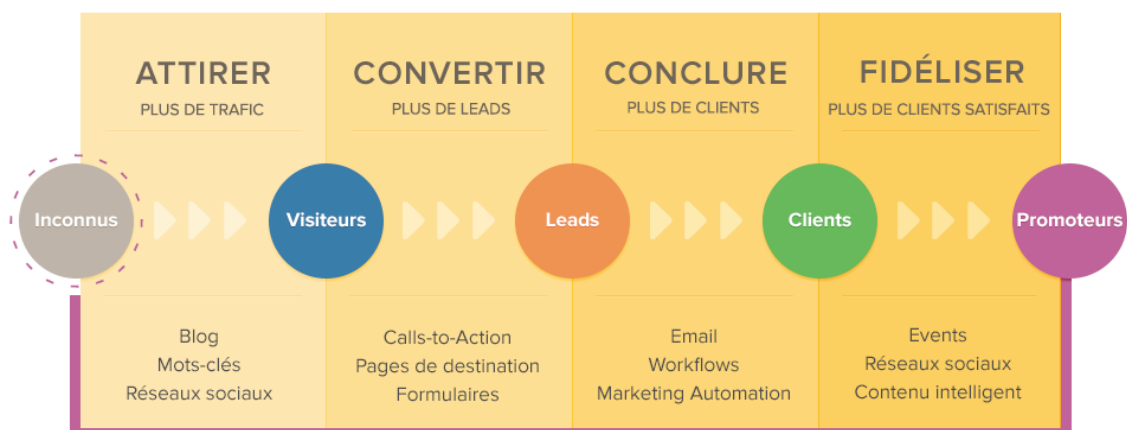 ATTIRER
PLUS DE TRAFIC
CONVERTIR
PLUS DE LEADS
CONCLURE
PLUS DE CLIENTS
FIDÉLISER
PLUS DE CLIENTS SATISFAITS
Inconnus
Visiteurs
Leads
Clients
Promoteurs
Blog
Mots-clés
Réseaux sociaux
Calls-to-Action
Pages de destination
Formulaires
Email
Workflows
Marketing Automation
Events
Réseaux sociaux
Contenu intelligent